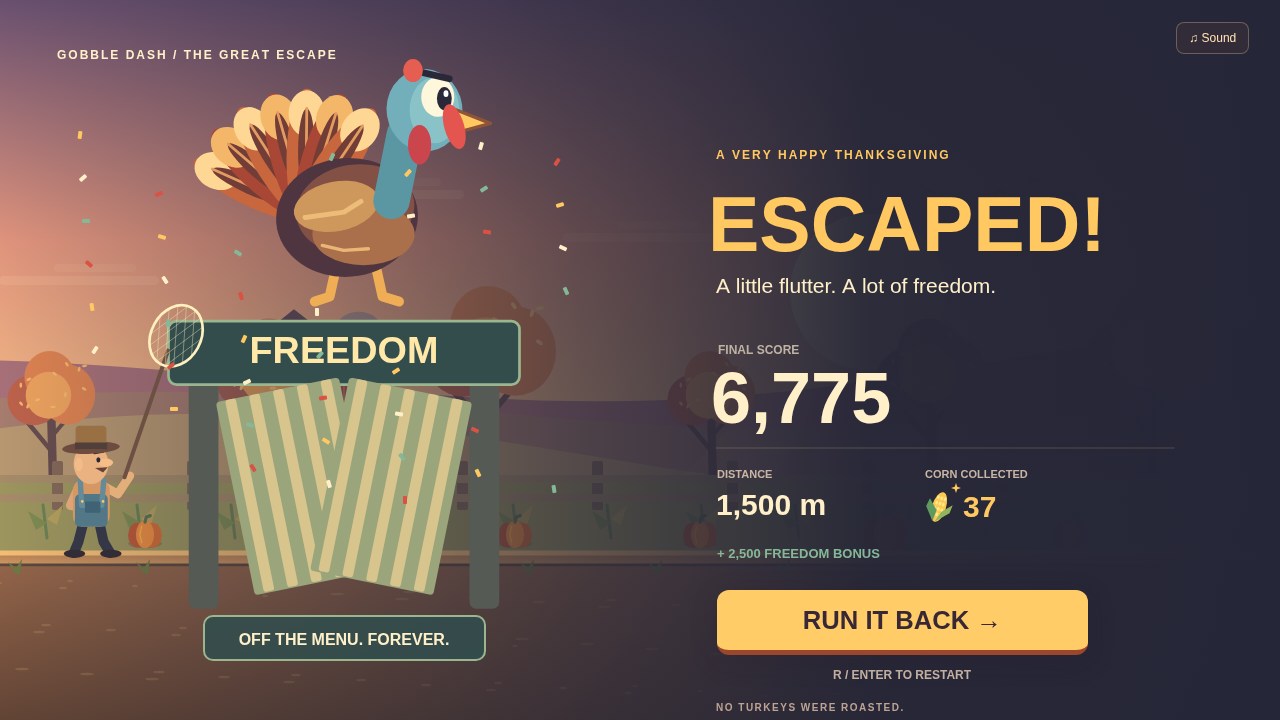 GOBBLE DASH / THE GREAT ESCAPE
♫ Sound
FREEDOM
OFF THE MENU. FOREVER.
A VERY HAPPY THANKSGIVING
ESCAPED!
A little flutter. A lot of freedom.
FINAL SCORE
6,775
DISTANCE
1,500 m
CORN COLLECTED
37
+ 2,500 FREEDOM BONUS
RUN IT BACK →
R / ENTER TO RESTART
NO TURKEYS WERE ROASTED.